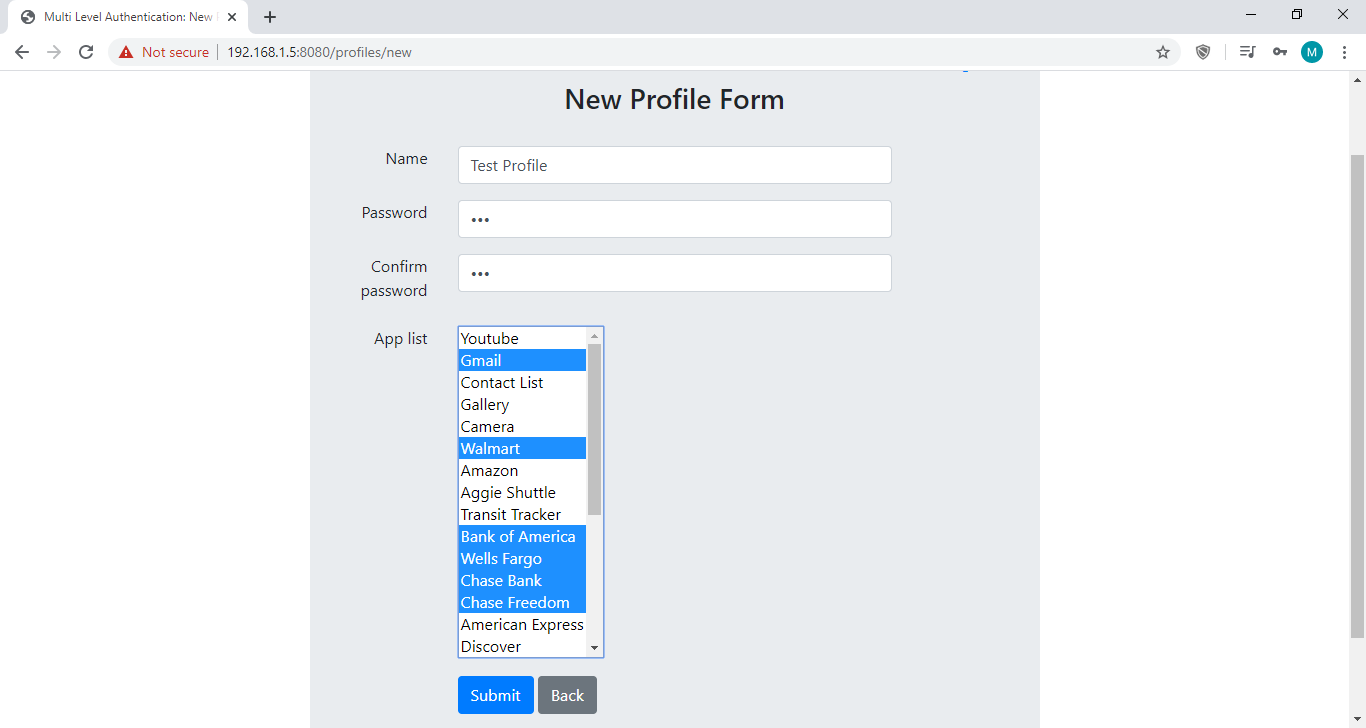 Multi Level Authentication: New
Not secure
192.168.1.5:8080/profiles/new
M
New Profile Form
Name
Test Profile
Password
•••
Confirm
password
•••
App list
Youtube
Gmail
Contact List
Gallery
Camera
Walmart
Amazon
Aggie Shuttle
Transit Tracker
Bank of America
Wells Fargo
Chase Bank
Chase Freedom
American Express
Discover
Submit Back